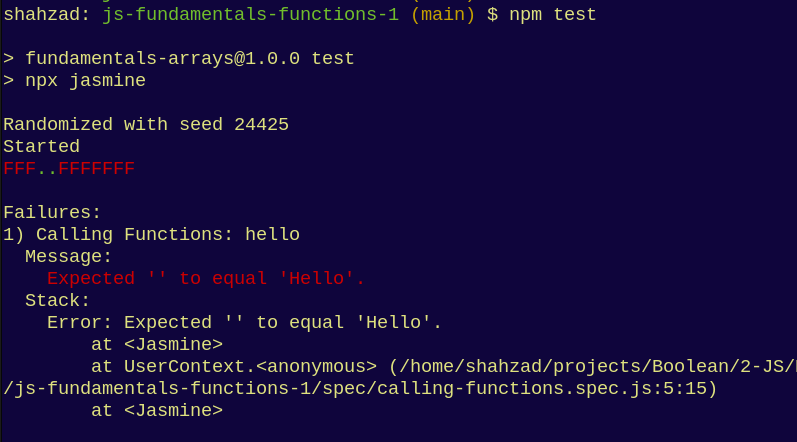 shahzad: js-fundamentals-functions-1 (main) $ npm test
> fundamentals-arrays@1.0.0 test
> npx jasmine
Randomized with seed 24425
Started
FFF..FFFFFFF
Failures:
1) Calling Functions: hello
Message:
Expected '' to equal 'Hello'.
Stack:
Error: Expected '' to equal 'Hello'.
at <Jasmine>
at UserContext.<anonymous> (/home/shahzad/projects/Boolean/2-JS/
/js-fundamentals-functions-1/spec/calling-functions.spec.js:5:15)
at <Jasmine>